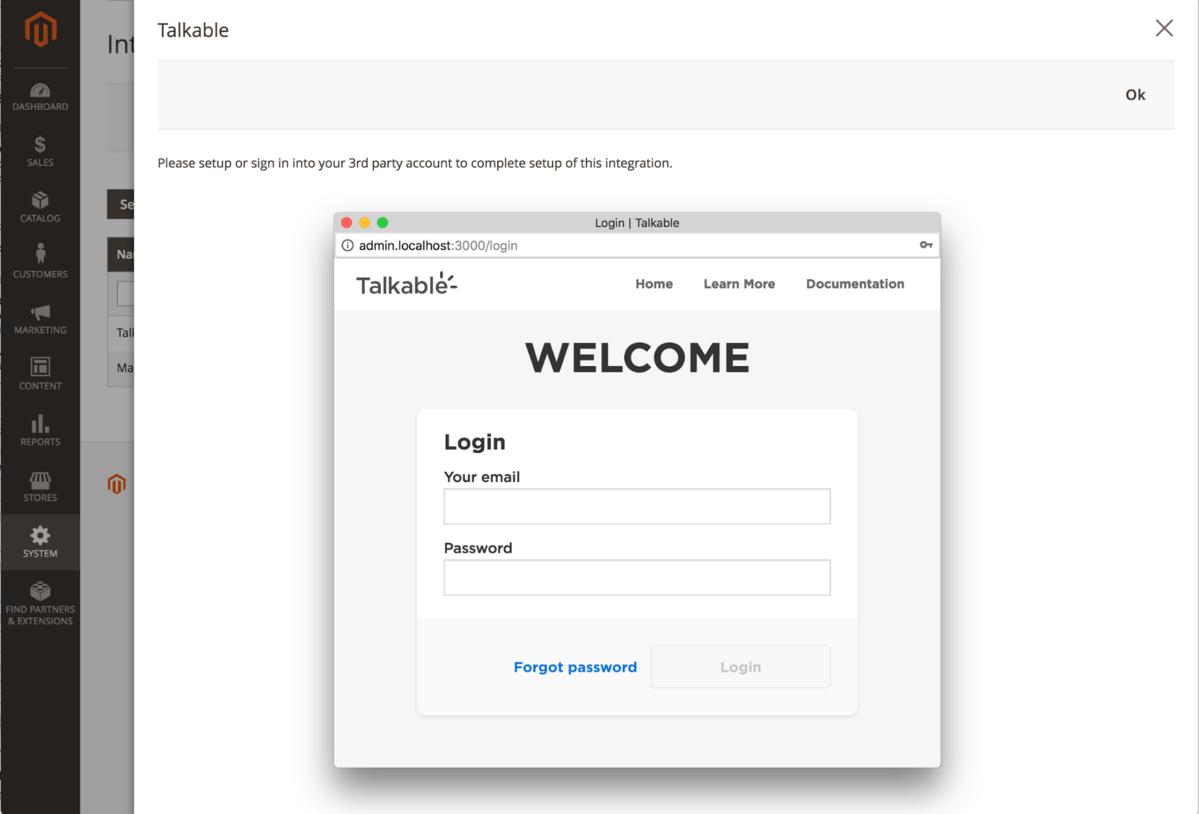 Talkable
Ok
Please setup or sign in into your 3rd party account to complete setup of this integration.
DASHBOARD
$
SALES
CATALOG
CUSTOMERS
MARKETING
CONTENT
REPORTS
STORES
SYSTEM
FIND PARTNERS
& EXTENSIONS
Int
Se
Na
Talk
Ma
Login | Talkable
admin.localhost:3000/login
Talkable
Home Learn More Documentation
WELCOME
Login
Your email
Password
Forgot password Login